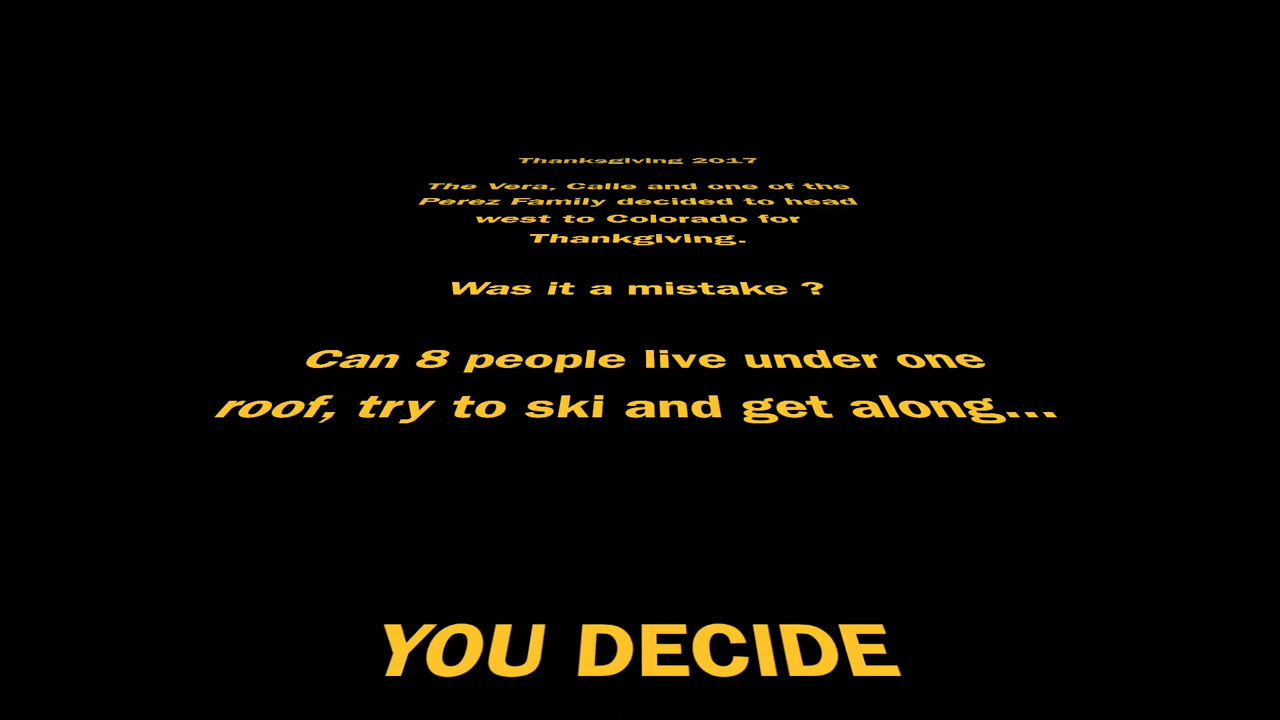 Thanksgiving 2017
The Vera, Calle and one of the
Perez Family decided to head
west to Colorado for
Thankgiving.
Was it a mistake ?
Can 8 people live under one
roof, try to ski and get along...
YOU DECIDE